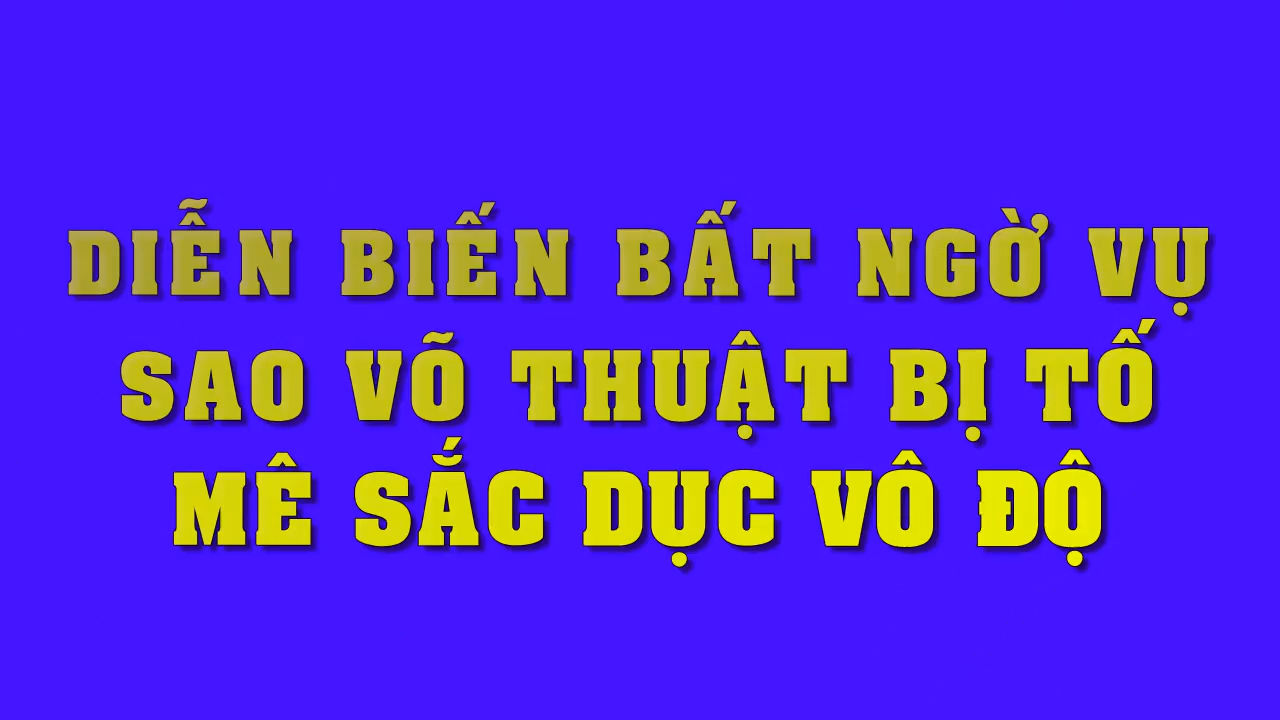 DIỄN BIẾN BẤT NGỜ VỤ
SAO VÕ THUẬT BỊ TỐ
MÊ SẮC DỤC VÔ ĐỘ